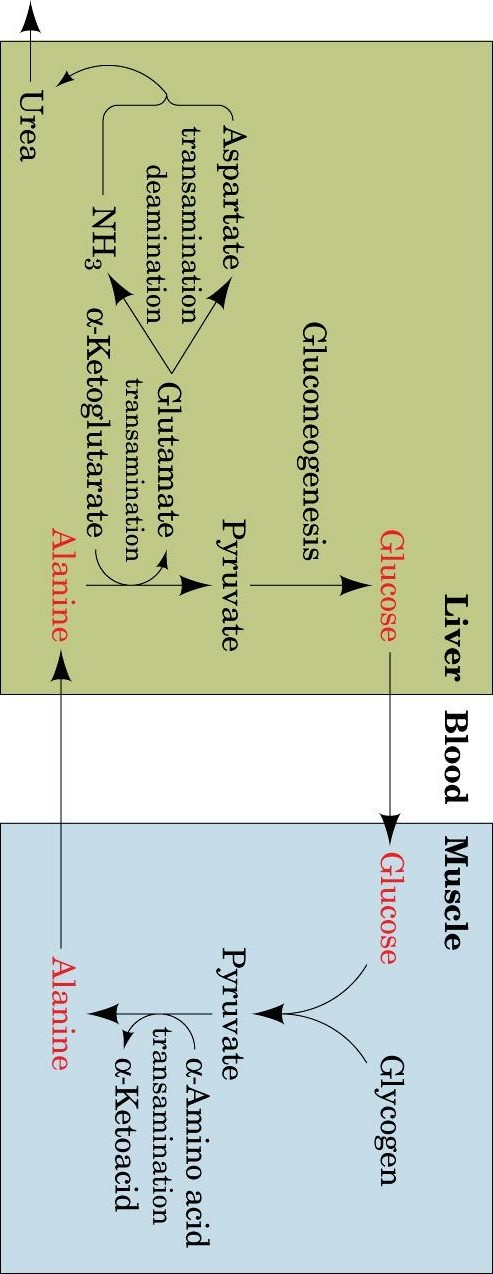 Liver
Blood
Muscle
Glucose
Glucose
Glycogen
Gluconeogenesis
Aspartate
Pyruvate
Pyruvate
transamination
deamination
Glutamate
transamination
α-Amino acid
transamination
α-Ketoacid
NH3
α-Ketoglutarate
Alanine
Alanine
Urea